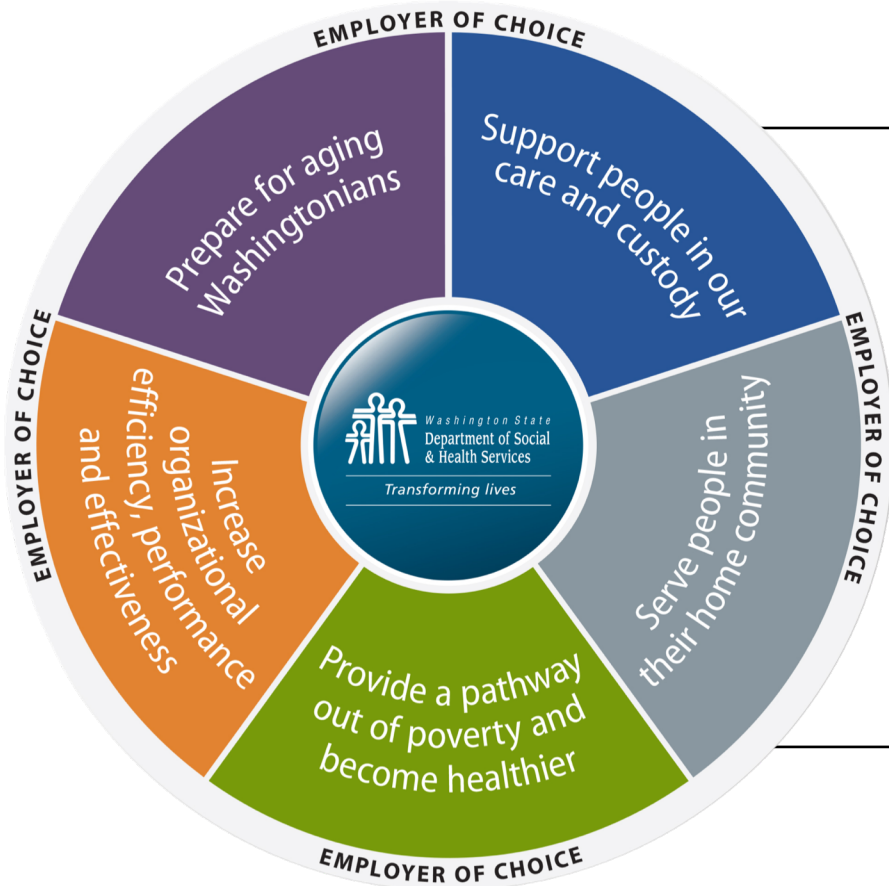 EMPLOYER OF CHOICE
Prepare for aging
Washingtonians
Support people in our
care and custody
EMPLOYER OF CHOICE
EMPLOYER OF CHOICE
Increase
organizational
efficiency, performance
and effectiveness
Washington State
Department of Social
& Health Services
Transforming lives
Serve people in
their home community
Provide a pathway
out of poverty and
become healthier
EMPLOYER OF CHOICE